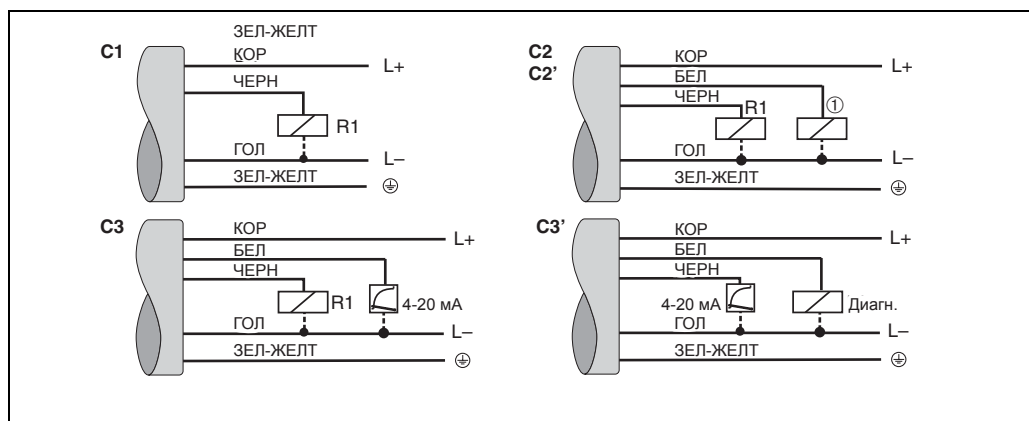 C1
ЗЕЛ-ЖЕЛТ
КОР
L+
ЧЕРН
R1
ГОЛ
L–
ЗЕЛ-ЖЕЛТ
C2
C2'
КОР
L+
БЕЛ
ЧЕРН
R1
①
ГОЛ
L–
ЗЕЛ-ЖЕЛТ
C3
КОР
L+
БЕЛ
ЧЕРН
R1
4-20 мА
ГОЛ
L–
ЗЕЛ-ЖЕЛТ
C3'
КОР
L+
БЕЛ
ЧЕРН
4-20 мА
Диагн.
ГОЛ
L–
ЗЕЛ-ЖЕЛТ